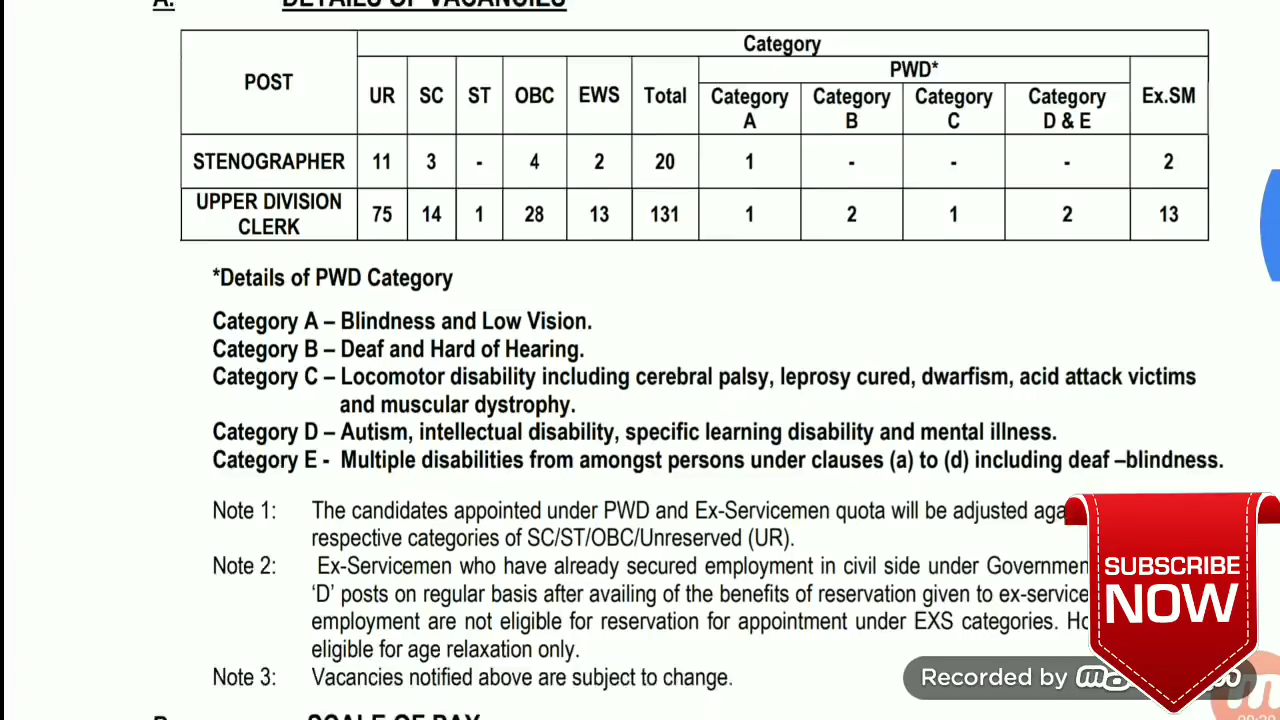 A. DETAILS OF VACANCIES
Category
POST UR SC ST OBC EWS Total PWD* Ex.SM
Category A Category B Category C Category D & E
STENOGRAPHER 11 3 - 4 2 20 1 - - - 2
UPPER DIVISION CLERK 75 14 1 28 13 131 1 2 1 2 13
*Details of PWD Category
Category A – Blindness and Low Vision.
Category B – Deaf and Hard of Hearing.
Category C – Locomotor disability including cerebral palsy, leprosy cured, dwarfism, acid attack victims
and muscular dystrophy.
Category D – Autism, intellectual disability, specific learning disability and mental illness.
Category E - Multiple disabilities from amongst persons under clauses (a) to (d) including deaf –blindness.
Note 1: The candidates appointed under PWD and Ex-Servicemen quota will be adjusted
respective categories of SC/ST/OBC/Unreserved (UR).
Note 2: Ex-Servicemen who have already secured employment in civil side under
‘D’ posts on regular basis after availing of the benefits of reservation given to
employment are not eligible for reservation for appointment under EXS categories.
eligible for age relaxation only.
Note 3: Vacancies notified above are subject to change.
SCALE OF PAY
SUBSCRIBE
NOW
Recorded by